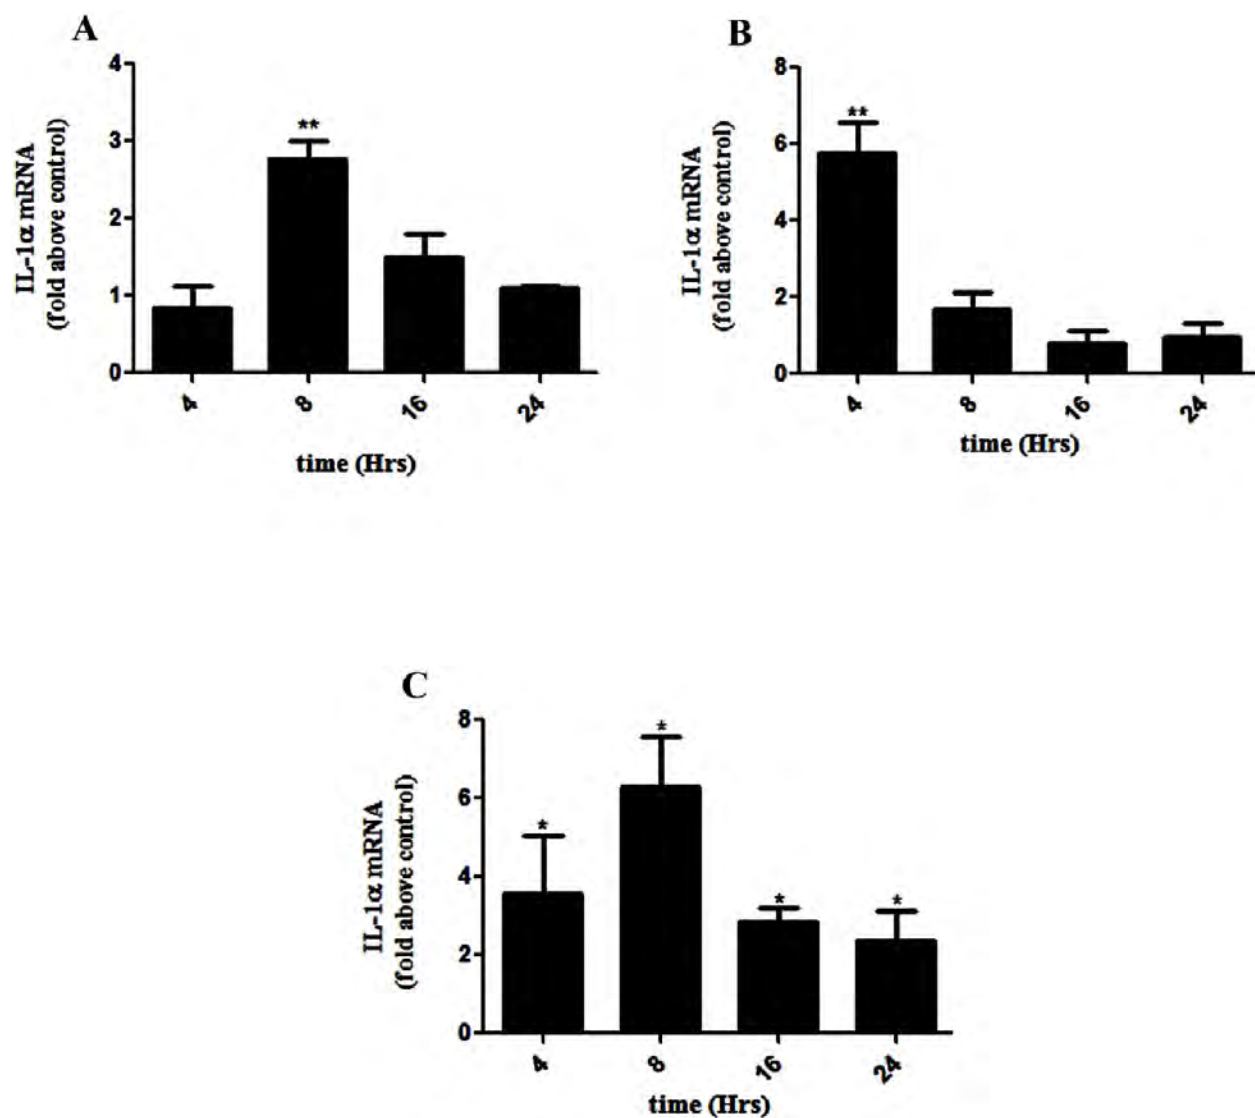 A
IL-1α mRNA
(fold above control)
4
3
2
1
0
**
4
8
16
24
time (Hrs)
B
IL-1α mRNA
(fold above control)
8
6
4
2
0
**
4
8
16
24
time (Hrs)
C
IL-1α mRNA
(fold above control)
8
6
4
2
0
*
*
*
*
4
8
16
24
time (Hrs)